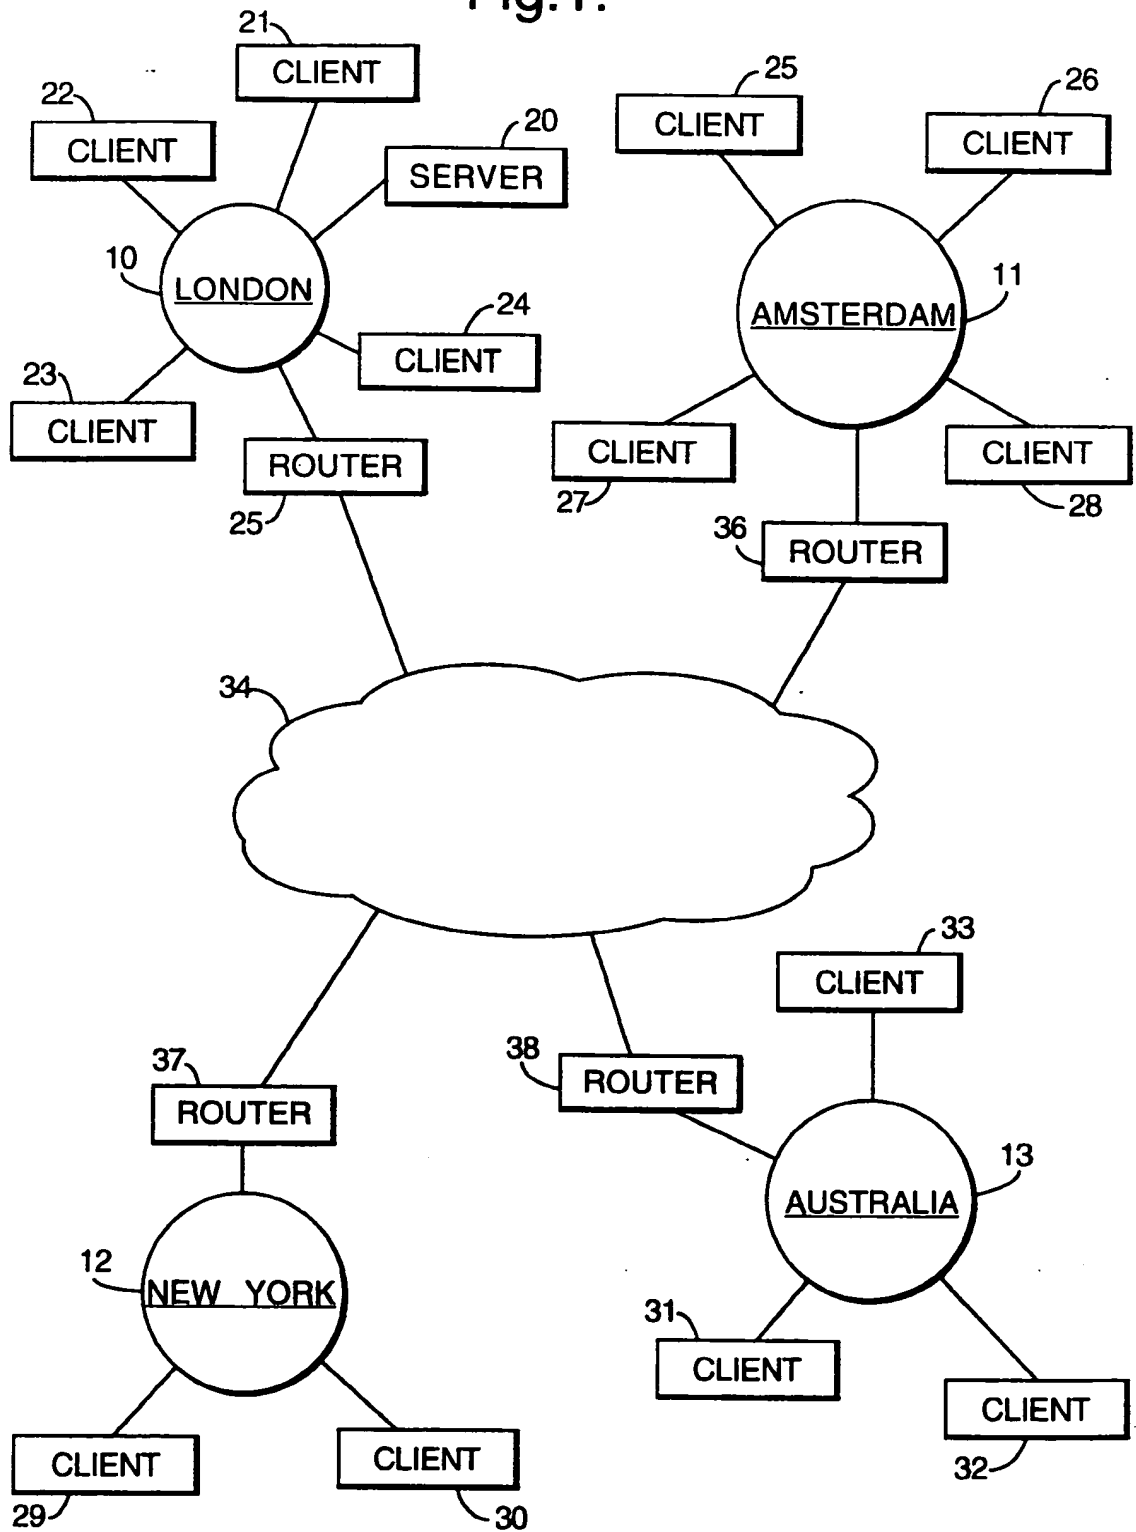 Fig.1.
21
CLIENT
22
CLIENT
20
SERVER
25
CLIENT
26
CLIENT
10
LONDON
11
AMSTERDAM
24
CLIENT
23
CLIENT
ROUTER
25
CLIENT
27
CLIENT
28
36
ROUTER
34
33
CLIENT
37
ROUTER
38
ROUTER
13
AUSTRALIA
12
NEW YORK
31
CLIENT
CLIENT
32
CLIENT
29
CLIENT
30